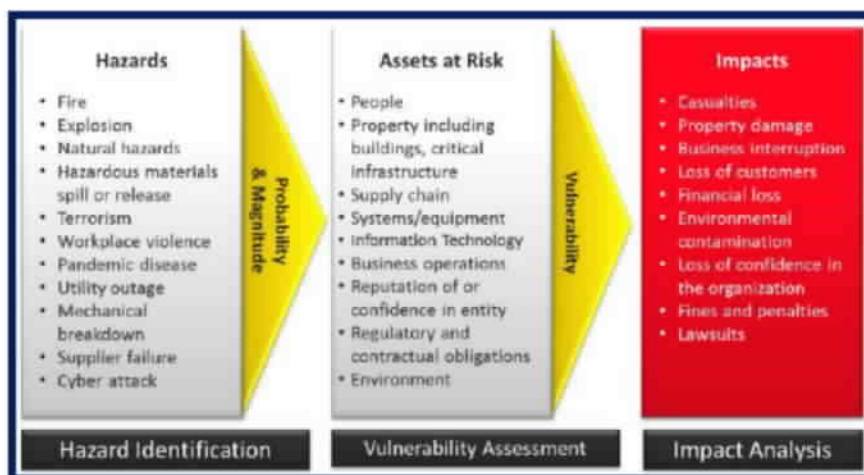 Hazards
• Fire
• Explosion
• Natural hazards
• Hazardous materials
spill or release
• Terrorism
• Workplace violence
• Pandemic disease
• Utility outage
• Mechanical
breakdown
• Supplier failure
• Cyber attack
Probability
& Magnitude
Assets at Risk
• People
• Property including
buildings, critical
infrastructure
• Supply chain
• Systems/equipment
• Information Technology
• Business operations
• Reputation of or
confidence in entity
• Regulatory and
contractual obligations
• Environment
Vulnerability
Impacts
• Casualties
• Property damage
• Business interruption
• Loss of customers
• Financial loss
• Environmental
contamination
• Loss of confidence in
the organization
• Fines and penalties
• Lawsuits
Hazard Identification
Vulnerability Assessment
Impact Analysis